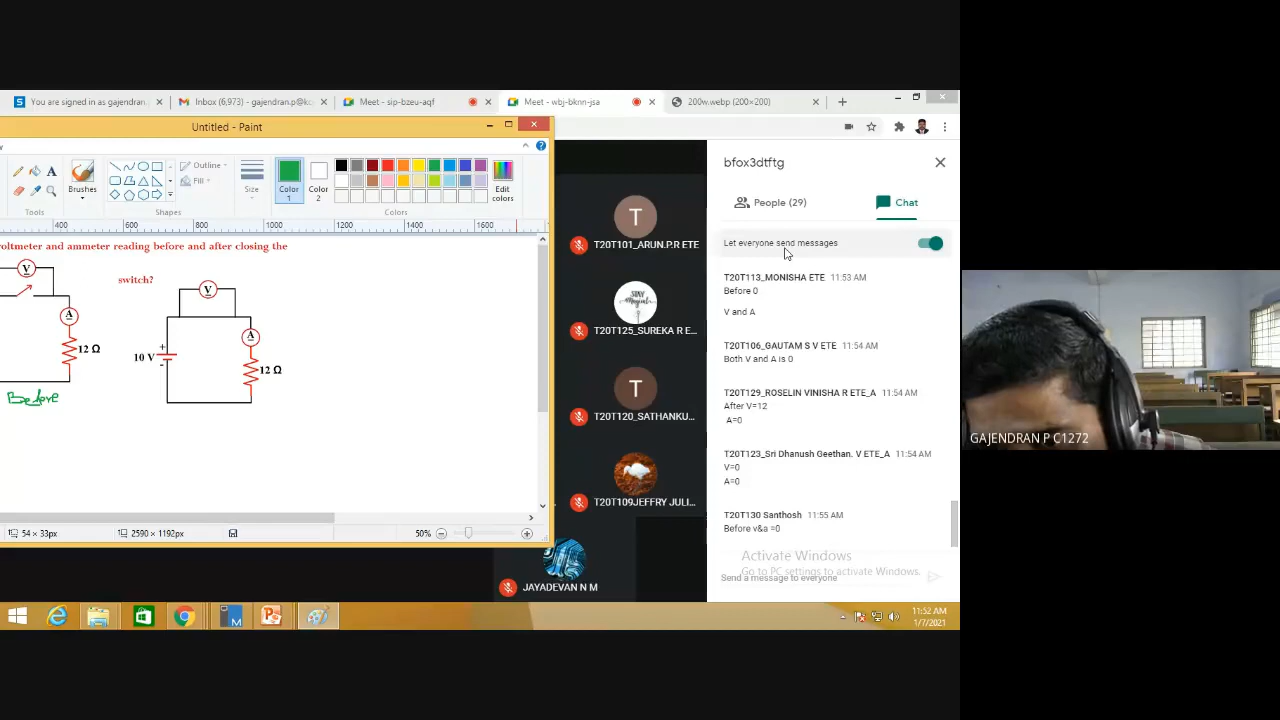 You are signed in as gajendran.
Inbox (6,973) - gajendran.p@kc
Meet - sip-bzeu-aqf
Meet - wbj-bknn-jsa
200w.webp (200×200)
Untitled - Paint
Brushes
Outline
Fill
Size
Color 1
Color 2
Edit colors
Tools
Shapes
Colors
400 600 800 1000 1200 1400 1600
oltmeter and ammeter reading before and after closing the
switch?
V
A
12 Ω
Before
V
A
+
10 V
-
12 Ω
54 × 33px
2590 × 1192px
50%
T
T20T101_ARUN.P.R ETE
SONY
T20T125_SUREKA R E...
T
T20T120_SATHANKU...
T20T109JEFFRY JULI...
JAYADEVAN N M
bfox3dtftg
People (29)
Chat
Let everyone send messages
T20T113_MONISHA ETE 11:53 AM
Before 0
V and A
T20T106_GAUTAM S V ETE 11:54 AM
Both V and A is 0
T20T129_ROSELIN VINISHA R ETE_A 11:54 AM
After V=12
A=0
T20T123_Sri Dhanush Geethan. V ETE_A 11:54 AM
V=0
A=0
T20T130 Santhosh 11:55 AM
Before v&a =0
Activate Windows
Go to PC settings to activate Windows.
Send a message to everyone
11:52 AM
1/7/2021
GAJENDRAN P C1272